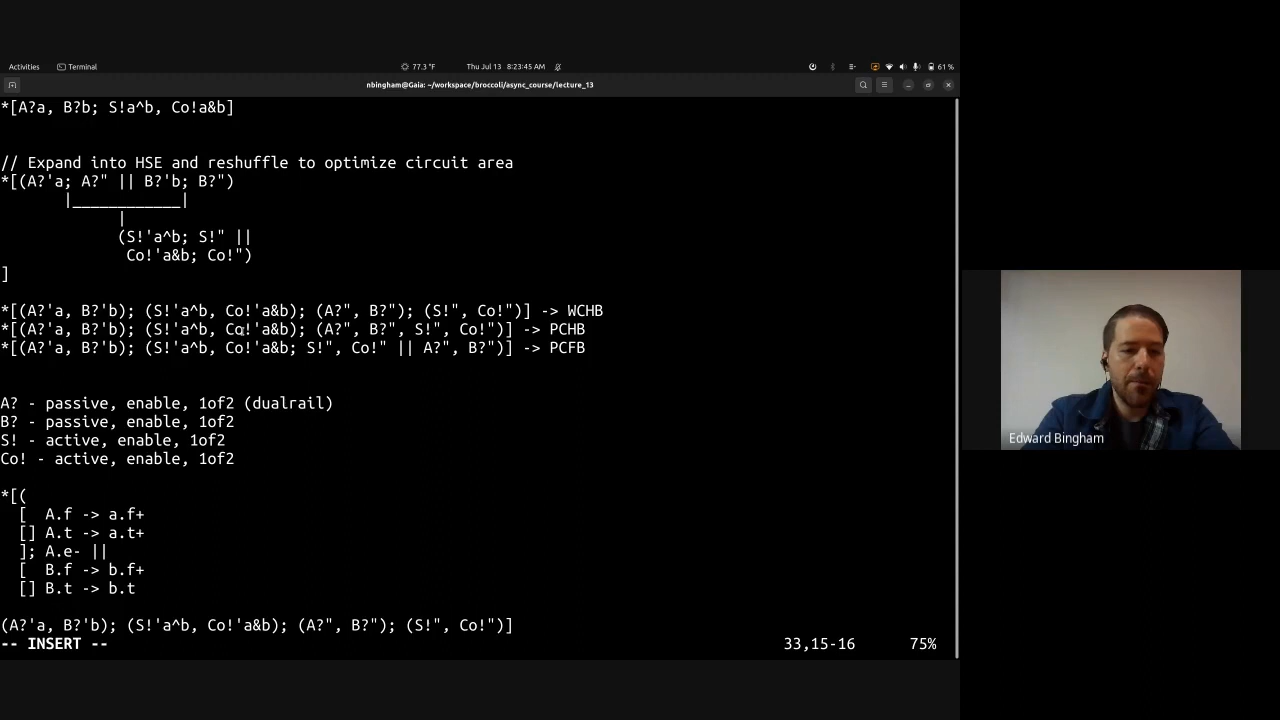 Activities Terminal 77.3 °F Thu Jul 13 8:23:45 AM 61 %
nbingham@Gaia: ~/workspace/broccoli/async_course/lecture_13
*[A?a, B?b; S!a^b, Co!a&b]
// Expand into HSE and reshuffle to optimize circuit area
*[(A?'a; A?" || B?'b; B?")
|____________|
|
(S!'a^b; S!" ||
Co!'a&b; Co!")
]
*[(A?'a, B?'b); (S!'a^b, Co!'a&b); (A?", B?"); (S!", Co!")] -> WCHB
*[(A?'a, B?'b); (S!'a^b, Co!'a&b); (A?", B?", S!", Co!")] -> PCHB
*[(A?'a, B?'b); (S!'a^b, Co!'a&b; S!", Co!" || A?", B?")] -> PCFB
A? - passive, enable, 1of2 (dualrail)
B? - passive, enable, 1of2
S! - active, enable, 1of2
Co! - active, enable, 1of2
*[(
[  A.f -> a.f+
[] A.t -> a.t+
]; A.e- ||
[  B.f -> b.f+
[] B.t -> b.t
(A?'a, B?'b); (S!'a^b, Co!'a&b); (A?", B?"); (S!", Co!")]
-- INSERT -- 33,15-16 75%
Edward Bingham